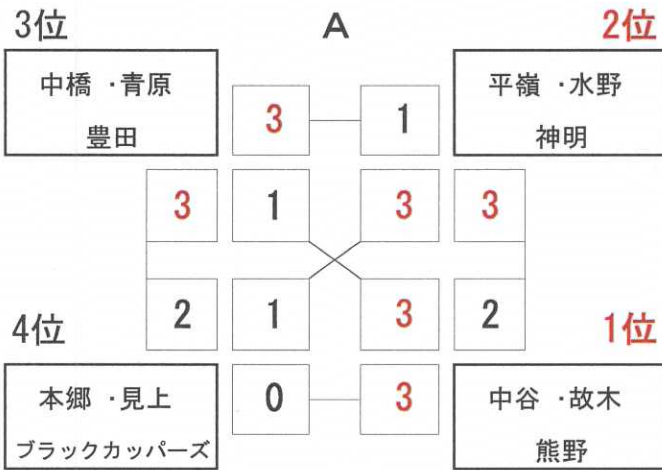 3位 A 2位
中橋 ・青原 平嶺 ・水野
豊田 神明
3 1
3 1 3 3
2 1 3 2
4位 1位
0 3
本郷 ・見上 中谷 ・故木
ブラックカッパーズ 熊野